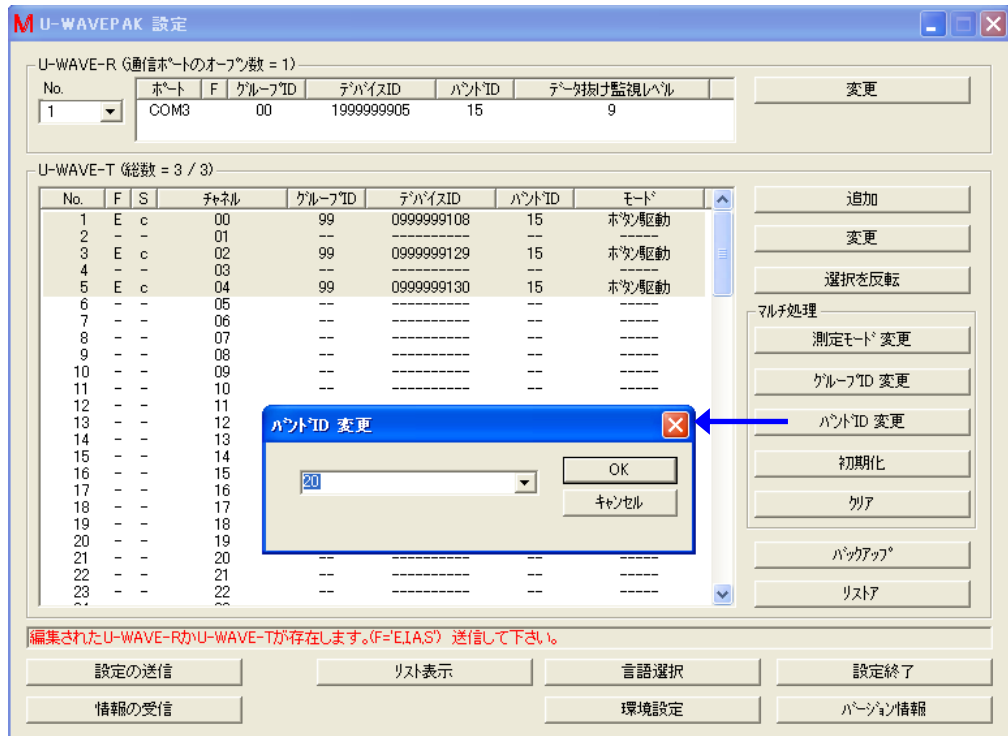 M U-WAVEPAK 設定
U-WAVE-R (通信ﾎﾟｰﾄのｵｰﾌﾟﾝ数 = 1)
No. ﾎﾟｰﾄ F ｸﾞﾙｰﾌﾟID ﾃﾞﾊﾞｲｽID ﾊﾞﾝﾄﾞID ﾃﾞｰﾀ抜け監視ﾚﾍﾞﾙ 変更
1 COM3 00 1999999905 15 9
U-WAVE-T (総数 = 3 / 3)
No. F S ﾁｬﾈﾙ ｸﾞﾙｰﾌﾟID ﾃﾞﾊﾞｲｽID ﾊﾞﾝﾄﾞID ﾓｰﾄﾞ
1 E c 00 99 0999999108 15 ﾎﾞﾀﾝ駆動
2 - - 01 -- ---------- -- -----
3 E c 02 99 0999999129 15 ﾎﾞﾀﾝ駆動
4 - - 03 -- ---------- -- -----
5 E c 04 99 0999999130 15 ﾎﾞﾀﾝ駆動
6 - - 05 -- ---------- -- -----
7 - - 06 -- ---------- -- -----
8 - - 07 -- ---------- -- -----
9 - - 08 -- ---------- -- -----
10 - - 09 -- ---------- -- -----
11 - - 10 -- ---------- -- -----
12 - - 11
13 - - 12
14 - - 13
15 - - 14
16 - - 15
17 - - 16
18 - - 17
19 - - 18
20 - - 19
21 - - 20 -- ---------- -- -----
22 - - 21 -- ---------- -- -----
23 - - 22 -- ---------- -- -----
追加
変更
選択を反転
ﾏﾙﾁ処理
測定ﾓｰﾄﾞ 変更
ｸﾞﾙｰﾌﾟID 変更
ﾊﾞﾝﾄﾞID 変更
初期化
ｸﾘｱ
ﾊﾞｯｸｱｯﾌﾟ
ﾘｽﾄｱ
ﾊﾞﾝﾄﾞID 変更
20
OK
ｷｬﾝｾﾙ
編集されたU-WAVE-RかU-WAVE-Tが存在します。(F='E,I,A,S') 送信して下さい。
設定の送信 ﾘｽﾄ表示 言語選択 設定終了
情報の受信 環境設定 ﾊﾞｰｼﾞｮﾝ情報